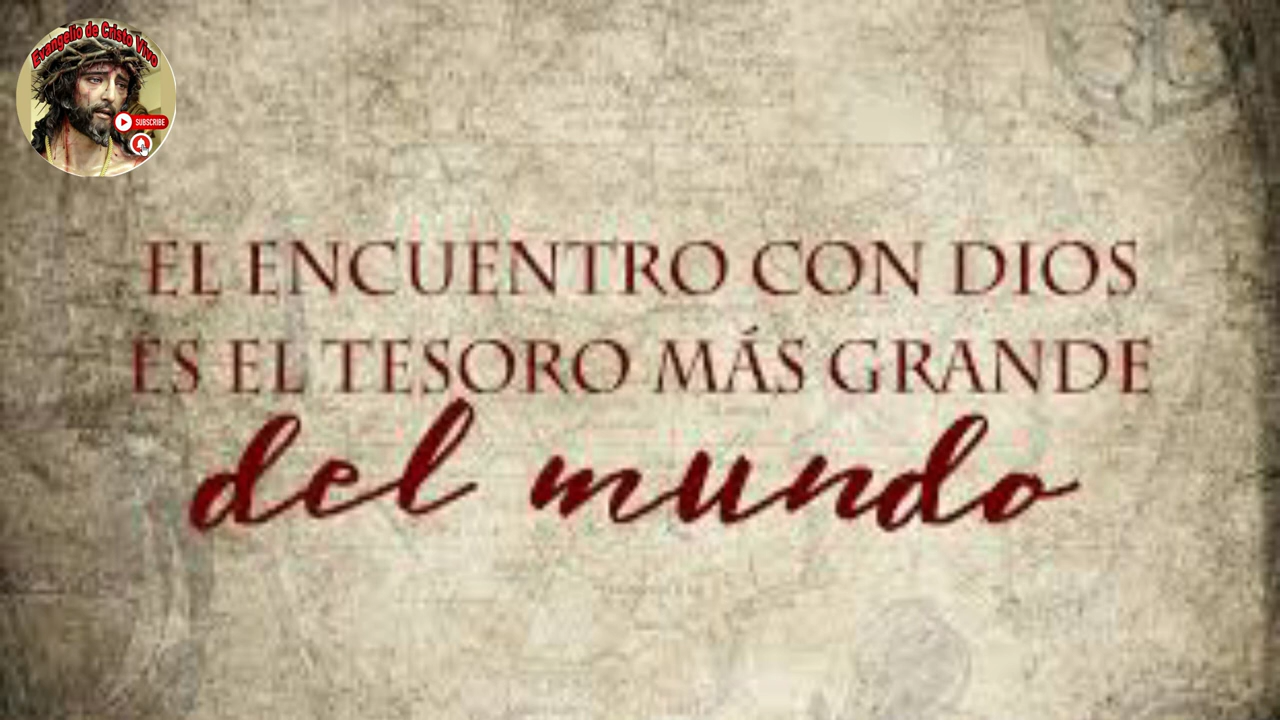 Evangelio de Cristo Vivo
SUBSCRIBE
EL ENCUENTRO CON DIOS
ES EL TESORO MÁS GRANDE
del mundo